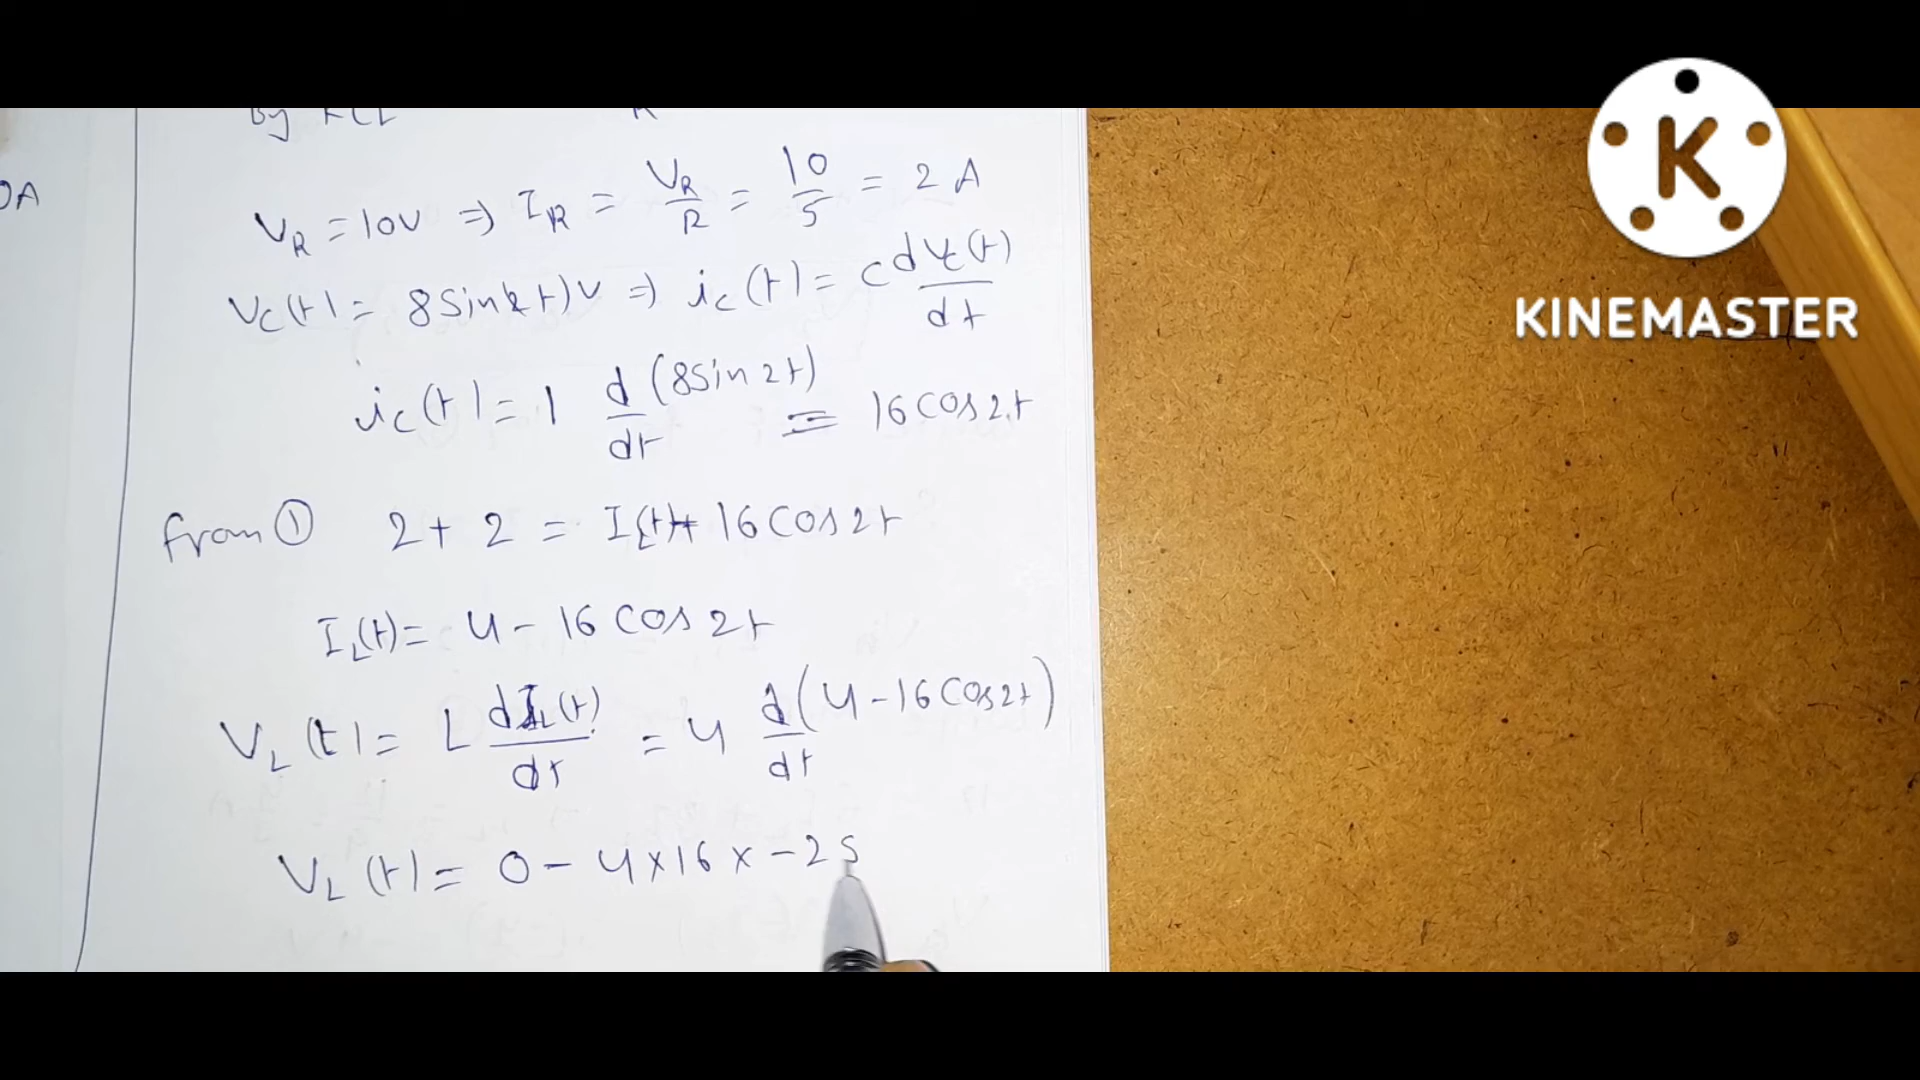 By KCL
0A
V_R = 10V ⇒ I_R = V_R/R = 10/5 = 2 A
V_C(t) = 8 Sin(2t) V ⇒ i_C(t) = C dV_C(t)/dt
i_C(t) = 1 d/dt (8Sin 2t) = 16 Cos 2t
from ① 2 + 2 = I_L(t) + 16 Cos 2t
I_L(t) = 4 - 16 Cos 2t
V_L(t) = L dI_L(t)/dt = 4 d/dt (4 - 16 Cos 2t)
V_L(t) = 0 - 4 x 16 x -2 S
K
KINEMASTER